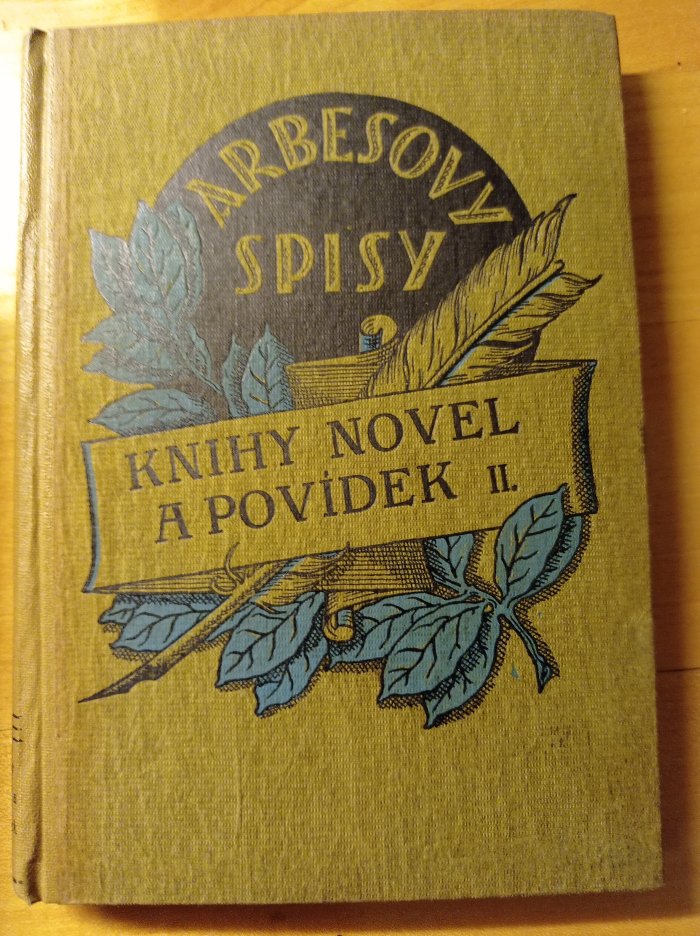 ARBESOVY
SPISY
KNIHY NOVEL
A POVÍDEK II.